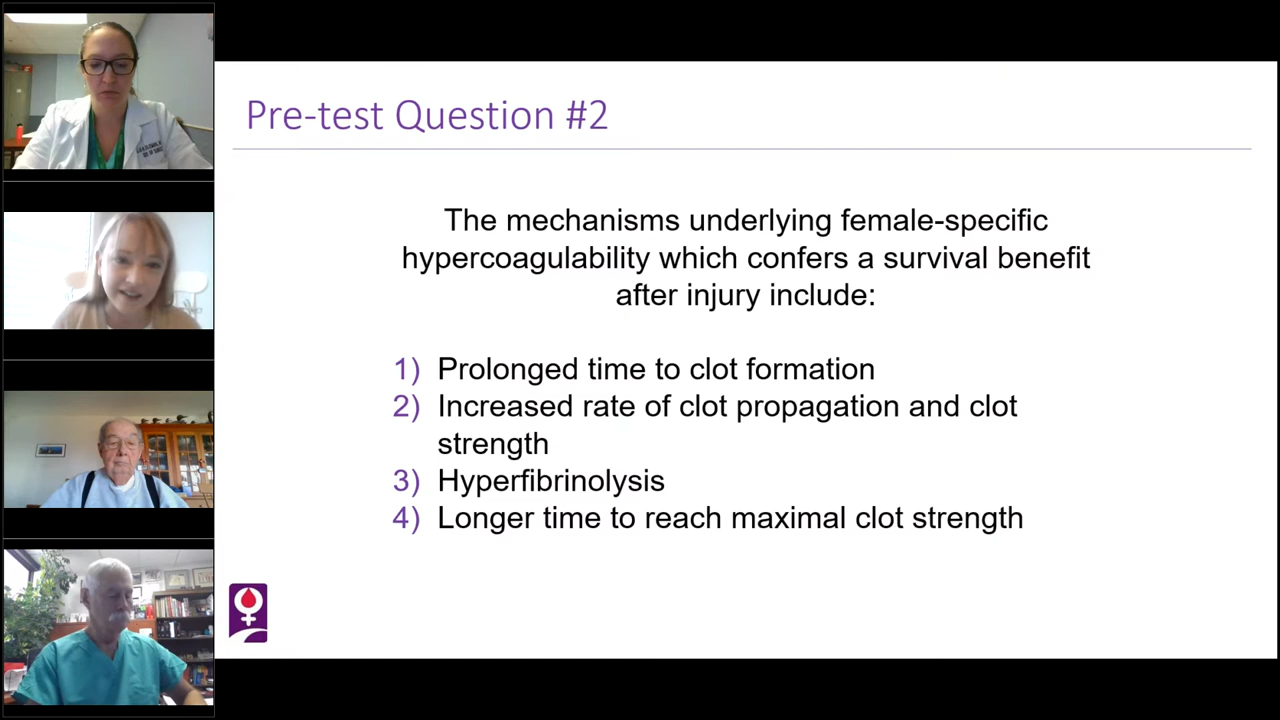 Pre-test Question #2
The mechanisms underlying female-specific
hypercoagulability which confers a survival benefit
after injury include:
1) Prolonged time to clot formation
2) Increased rate of clot propagation and clot
strength
3) Hyperfibrinolysis
4) Longer time to reach maximal clot strength